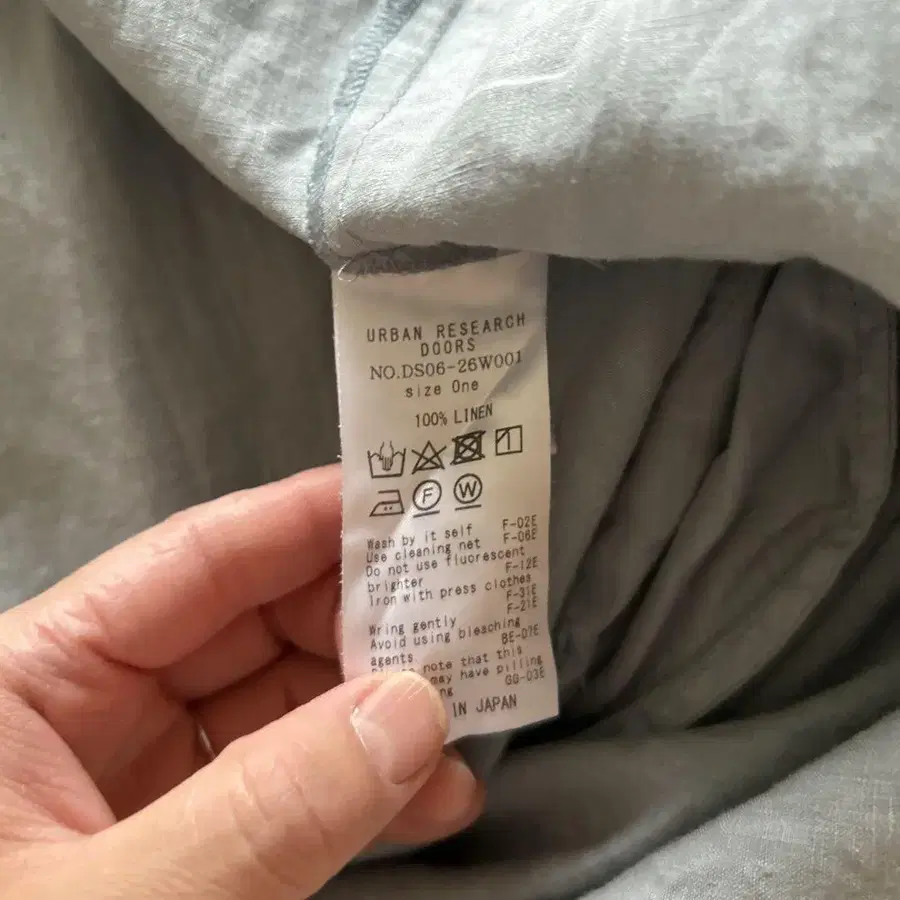 URBAN RESEARCH
DOORS
NO.DS06-26W001
size One
100% LINEN
F W
Wash by it self F-02E
Use cleaning net F-06E
Do not use fluorescent
brighter F-12E
Iron with press clothes
F-31E
Wring gently F-21E
Avoid using bleaching
agents BE-07E
note that this
may have pilling
GG-03E
IN JAPAN